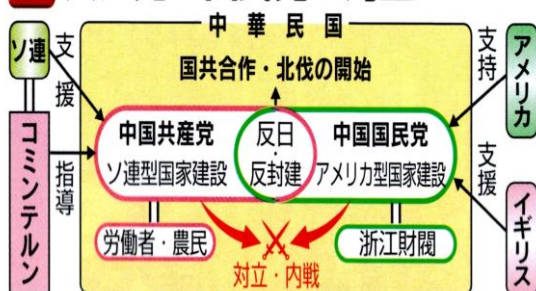 中華民国
国共合作・北伐の開始
ソ連
支援
コミンテルン
指導
中国共産党
ソ連型国家建設
反日・反封建
中国国民党
アメリカ型国家建設
アメリカ
支持
イギリス
支援
労働者・農民
浙江財閥
対立・内戦